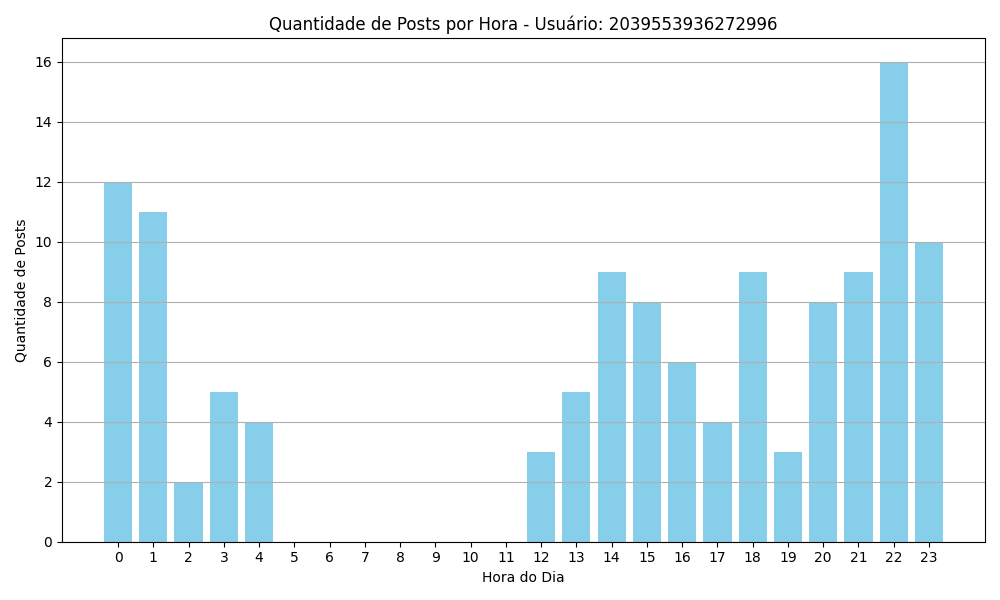 Quantidade de Posts por Hora - Usuário: 2039553936272996
16
14
12
10
8
6
4
2
0
Quantidade de Posts
0 1 2 3 4 5 6 7 8 9 10 11 12 13 14 15 16 17 18 19 20 21 22 23
Hora do Dia